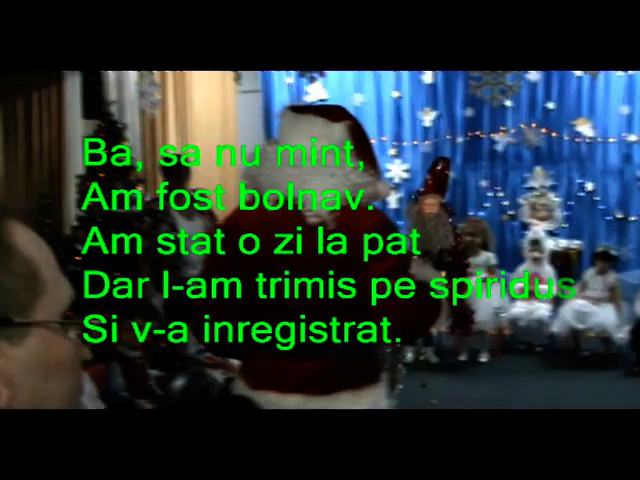 Ba, sa nu mint,
Am fost bolnav.
Am stat o zi la pat
Dar l-am trimis pe spiridus
Si v-a inregistrat.